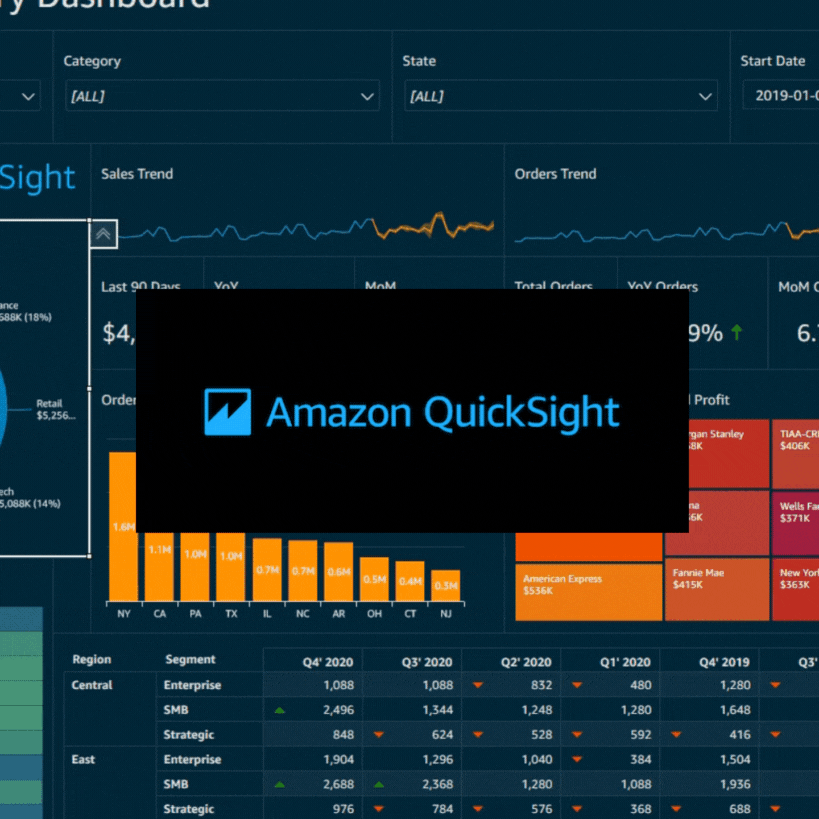 Dashboard
Category
State
Start Date
[ALL]
[ALL]
2019-01-0
Sight
Sales Trend
Orders Trend
Last 90 Days
YoY
MoM
Total Orders
YoY Orders
MoM
$4,
9%
6.
688K (18%)
Retail
$5,256...
5,088K (14%)
Amazon QuickSight
Order
Profit
rgan Stanley
8K
TIAA-CR
$406K
6K
Wells Fa
$371K
American Express
$536K
Fannie Mae
$415K
New York
$363K
1.6M
1.1M
1.0M
1.0M
0.7M
0.7M
0.6M
0.5M
0.4M
0.3M
NY CA PA TX IL NC AR OH CT NJ
Region Segment Q4' 2020 Q3' 2020 Q2' 2020 Q1' 2020 Q4' 2019 Q3'
Central Enterprise 1,088 1,088 832 480 1,280
SMB 2,496 1,344 1,248 1,280 1,648
Strategic 848 624 528 592 416
East Enterprise 1,904 1,296 1,040 384 1,504
SMB 2,688 2,368 1,280 1,088 1,936
Strategic 976 784 576 368 688